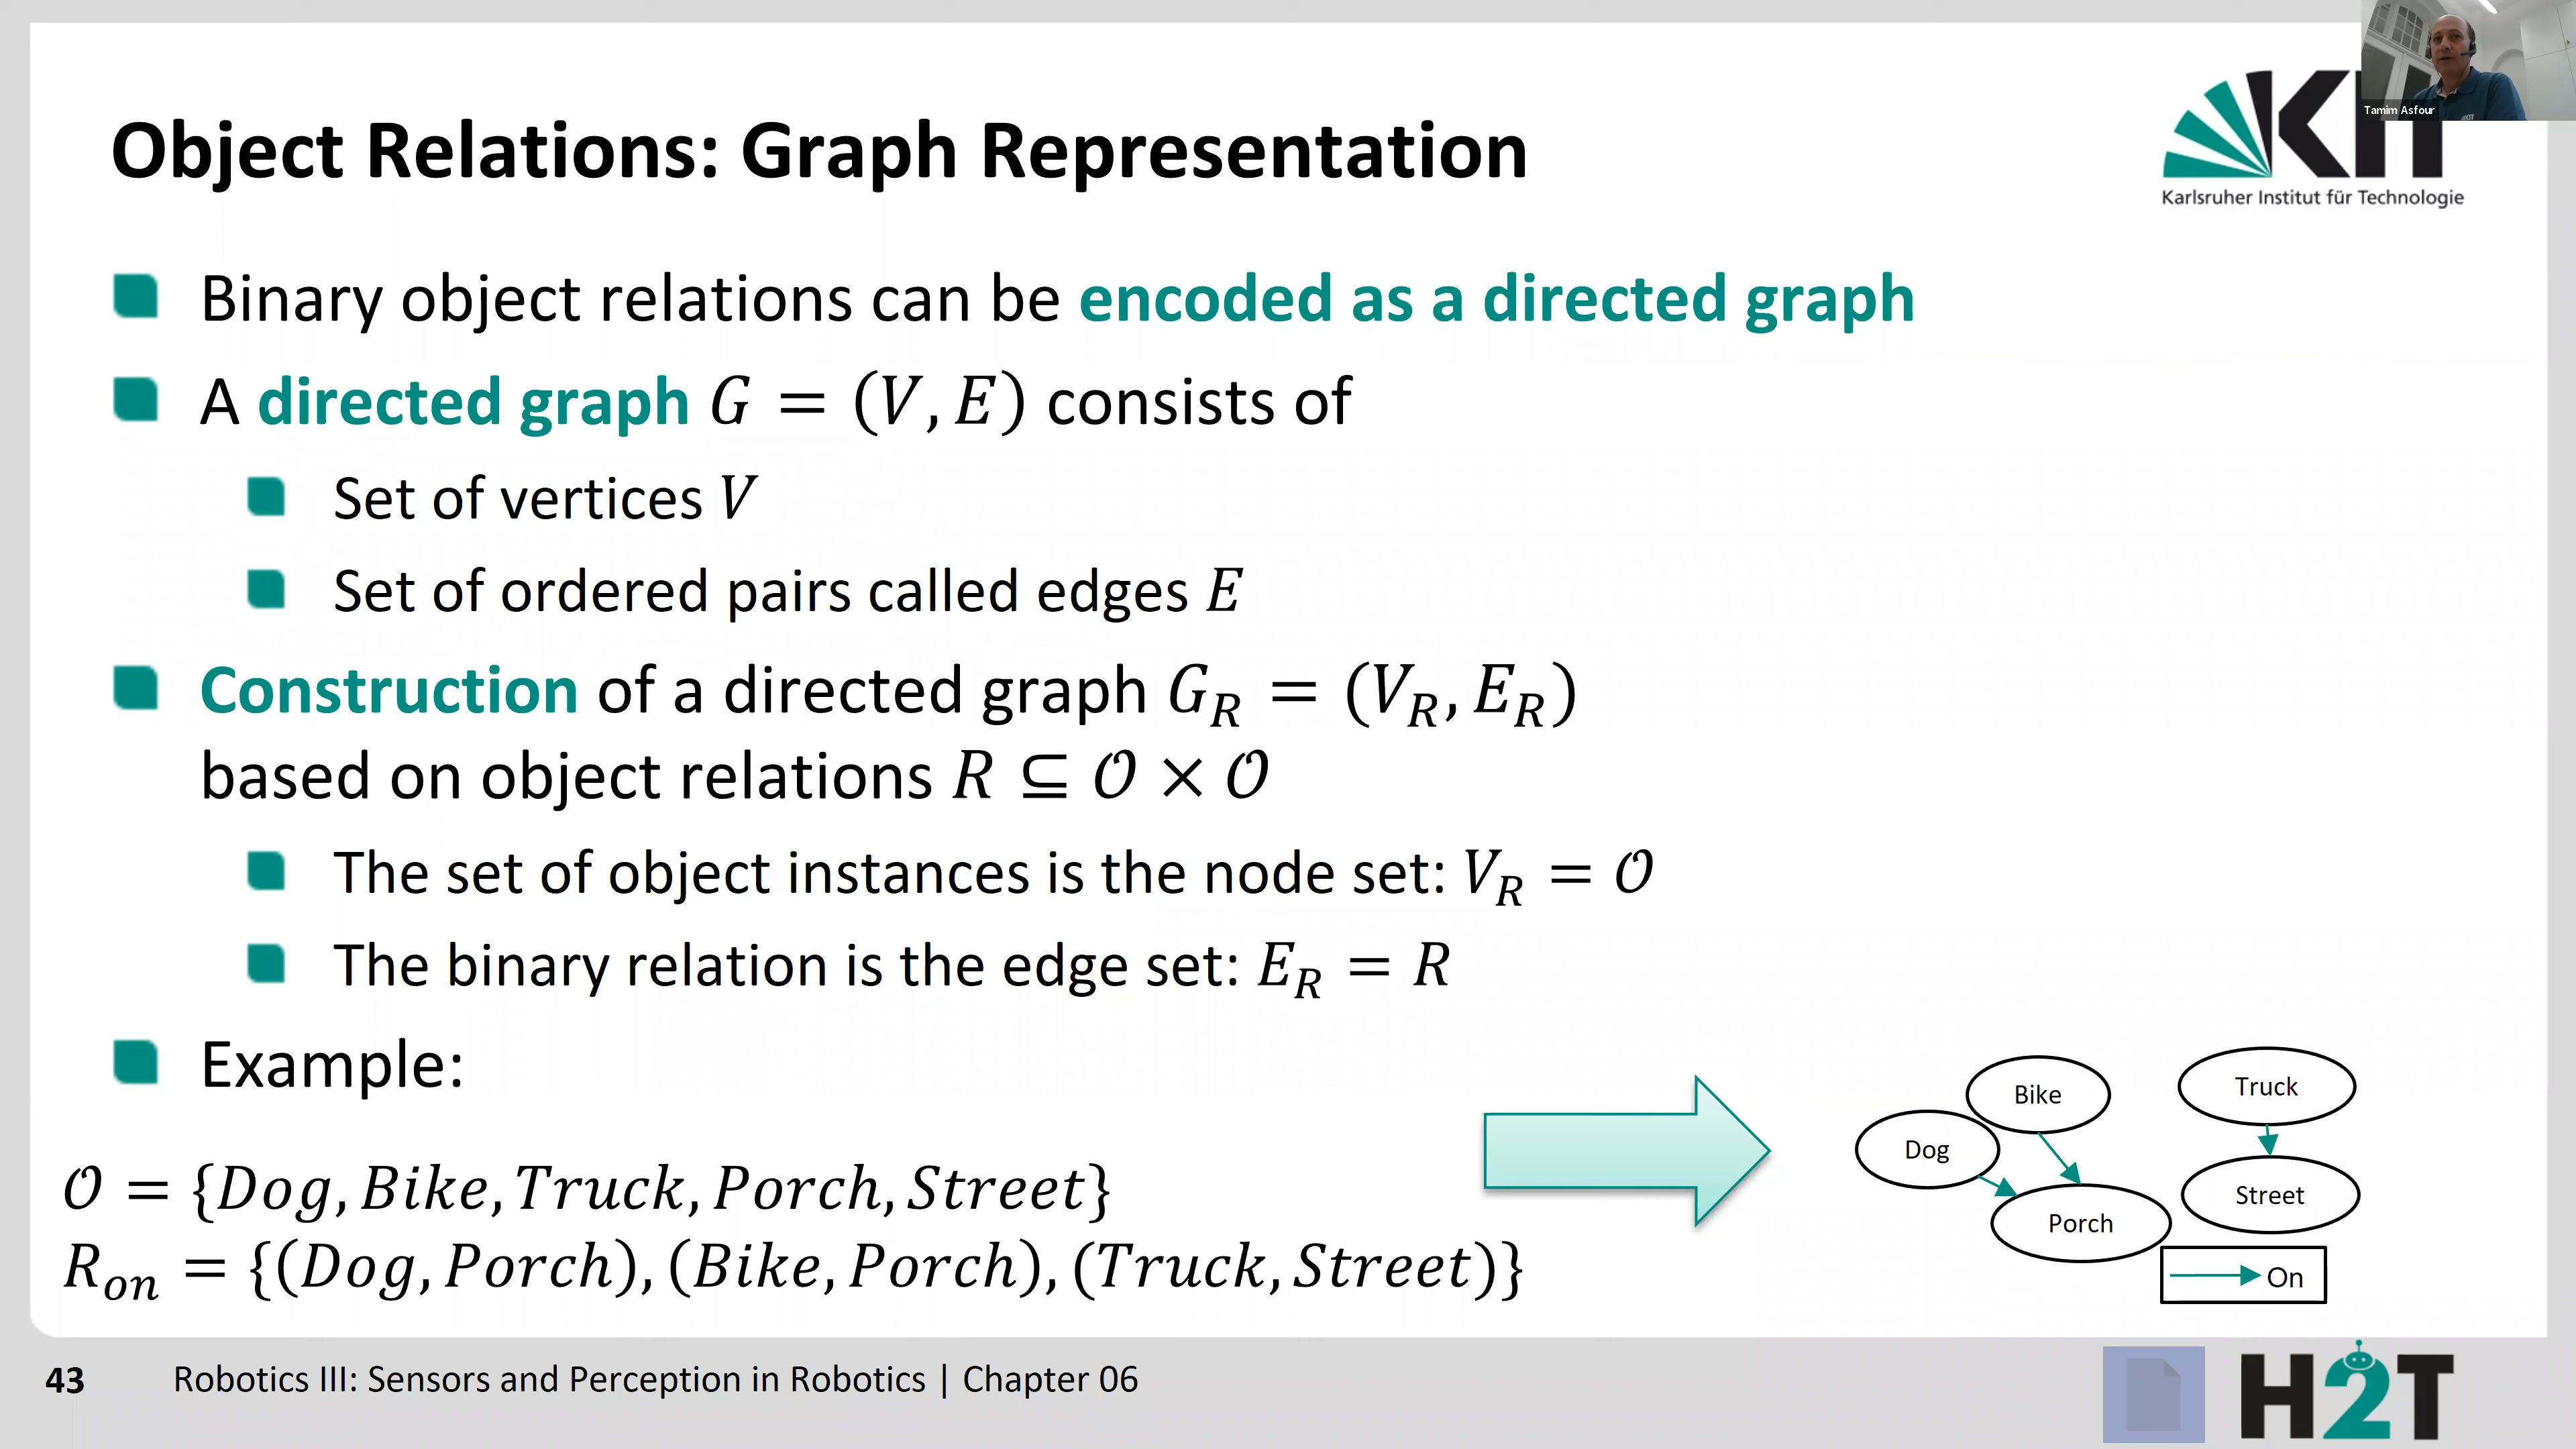 Tamim Asfour
KIT
Karlsruher Institut für Technologie
Object Relations: Graph Representation
Binary object relations can be encoded as a directed graph
A directed graph G = (V, E) consists of
Set of vertices V
Set of ordered pairs called edges E
Construction of a directed graph G_R = (V_R, E_R)
based on object relations R ⊆ 𝒪 × 𝒪
The set of object instances is the node set: V_R = 𝒪
The binary relation is the edge set: E_R = R
Example:
𝒪 = {Dog, Bike, Truck, Porch, Street}
R_on = {(Dog, Porch), (Bike, Porch), (Truck, Street)}
Bike
Truck
Dog
Street
Porch
On
43 Robotics III: Sensors and Perception in Robotics | Chapter 06
H2T